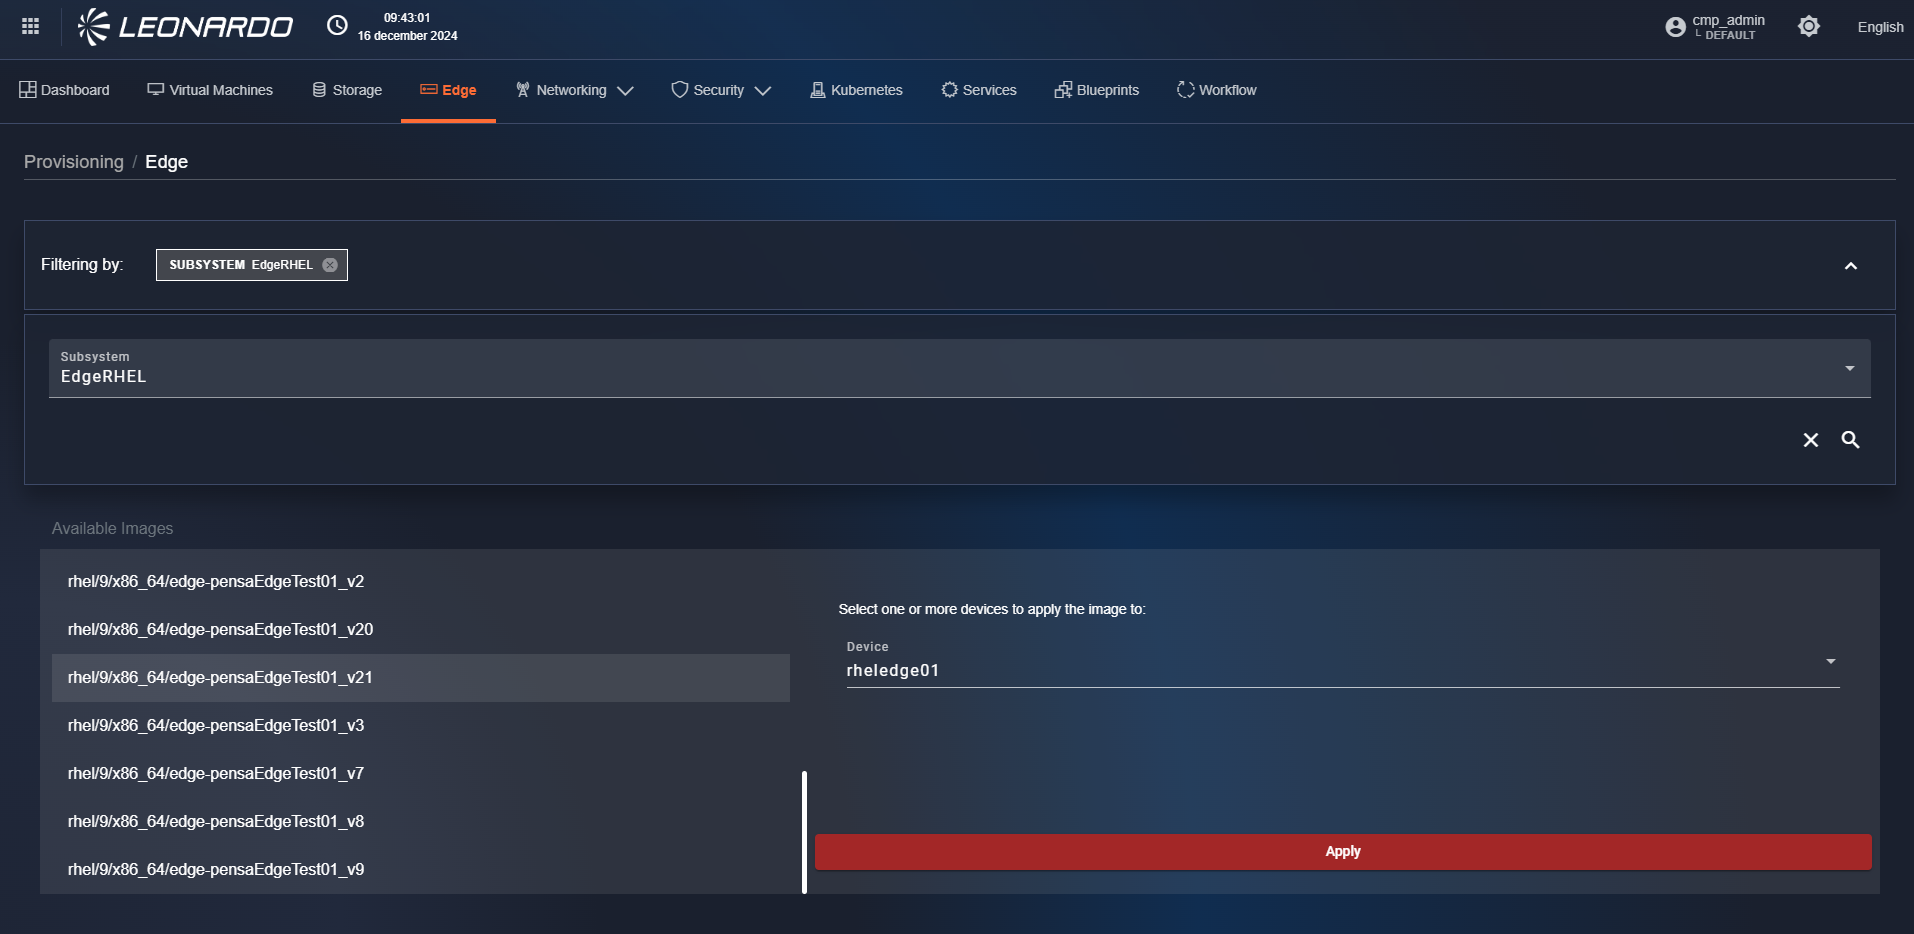 LEONARDO
09:43:01
16 december 2024
cmp_admin
DEFAULT
English
Dashboard
Virtual Machines
Storage
Edge
Networking
Security
Kubernetes
Services
Blueprints
Workflow
Provisioning / Edge
Filtering by:
SUBSYSTEM EdgeRHEL
Subsystem
EdgeRHEL
Available Images
rhel/9/x86_64/edge-pensaEdgeTest01_v2
rhel/9/x86_64/edge-pensaEdgeTest01_v20
rhel/9/x86_64/edge-pensaEdgeTest01_v21
rhel/9/x86_64/edge-pensaEdgeTest01_v3
rhel/9/x86_64/edge-pensaEdgeTest01_v7
rhel/9/x86_64/edge-pensaEdgeTest01_v8
rhel/9/x86_64/edge-pensaEdgeTest01_v9
Select one or more devices to apply the image to:
Device
rheledge01
Apply